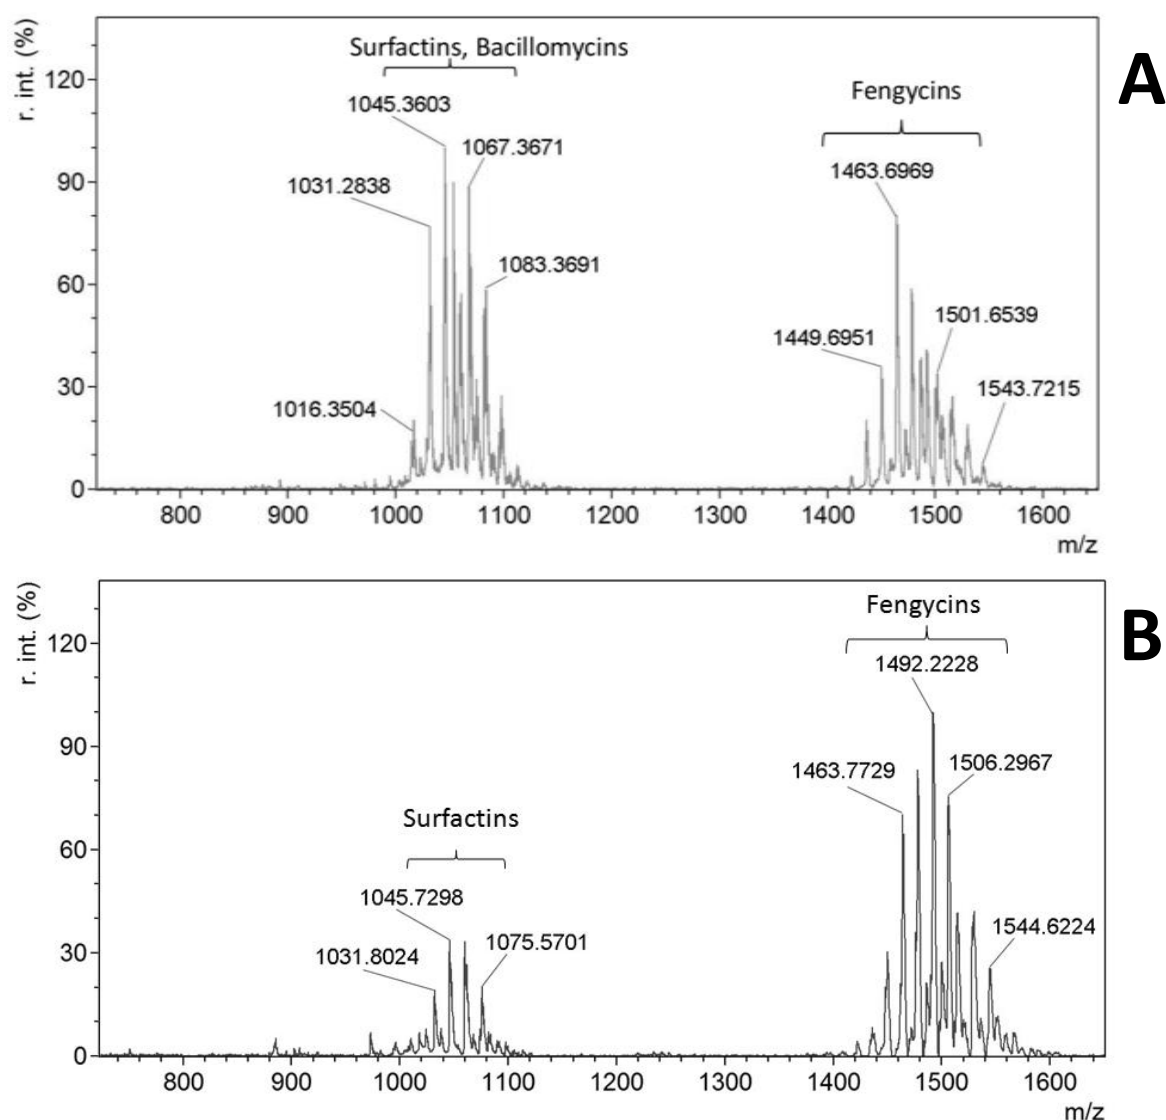 A
r. int. (%)
Surfactins, Bacillomycins
Fengycins
1045.3603
1067.3671
1031.2838
1083.3691
1016.3504
1463.6969
1449.6951
1501.6539
1543.7215
120
90
60
30
0
800 900 1000 1100 1200 1300 1400 1500 1600
m/z
B
r. int. (%)
Fengycins
1492.2228
1463.7729
1506.2967
1544.6224
Surfactins
1045.7298
1031.8024
1075.5701
120
90
60
30
0
800 900 1000 1100 1200 1300 1400 1500 1600
m/z